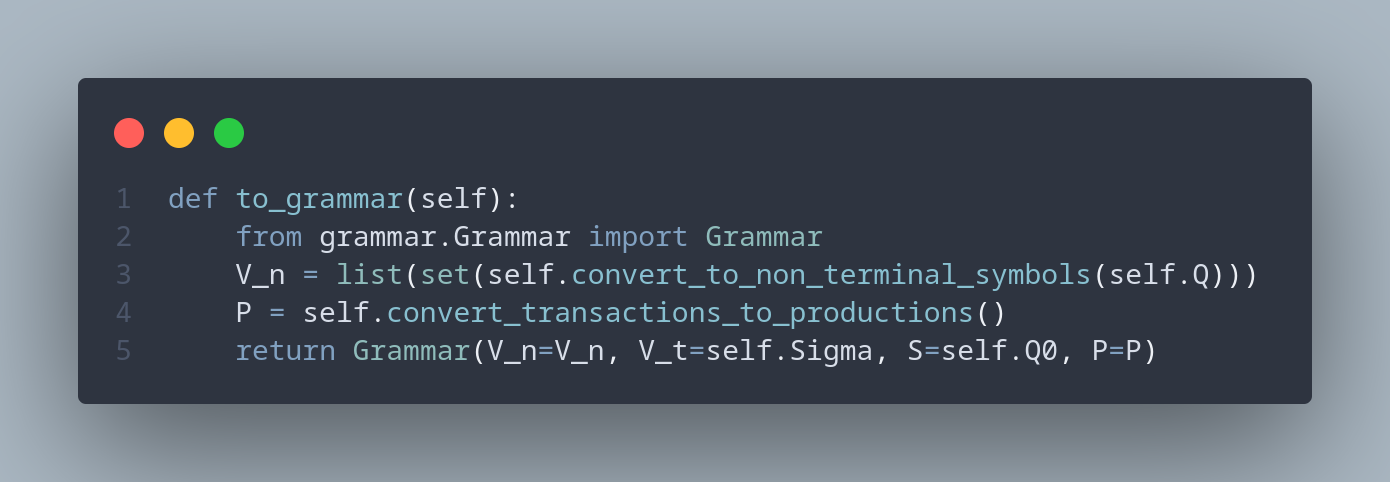 1 def to_grammar(self):
2     from grammar.Grammar import Grammar
3     V_n = list(set(self.convert_to_non_terminal_symbols(self.Q)))
4     P = self.convert_transactions_to_productions()
5     return Grammar(V_n=V_n, V_t=self.Sigma, S=self.Q0, P=P)